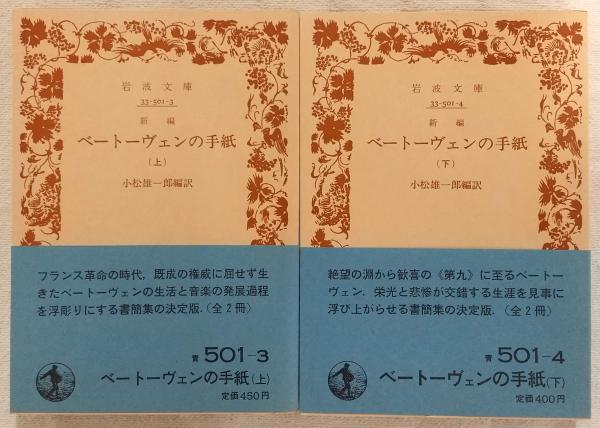 岩波文庫
33-501-3
新編
ベートーヴェンの手紙
(上)
小松雄一郎編訳
フランス革命の時代，既成の権威に屈せず生
きたベートーヴェンの生活と音楽の発展過程
を浮彫りにする書簡集の決定版．〈全2冊〉
青 501-3
ベートーヴェンの手紙(上)
定価450円
岩波文庫
33-501-4
新編
ベートーヴェンの手紙
(下)
小松雄一郎編訳
絶望の淵から歓喜の《第九》に至るベートー
ヴェン．栄光と悲惨が交錯する生涯を見事に
浮び上がらせる書簡集の決定版．〈全2冊〉
青 501-4
ベートーヴェンの手紙(下)
定価400円